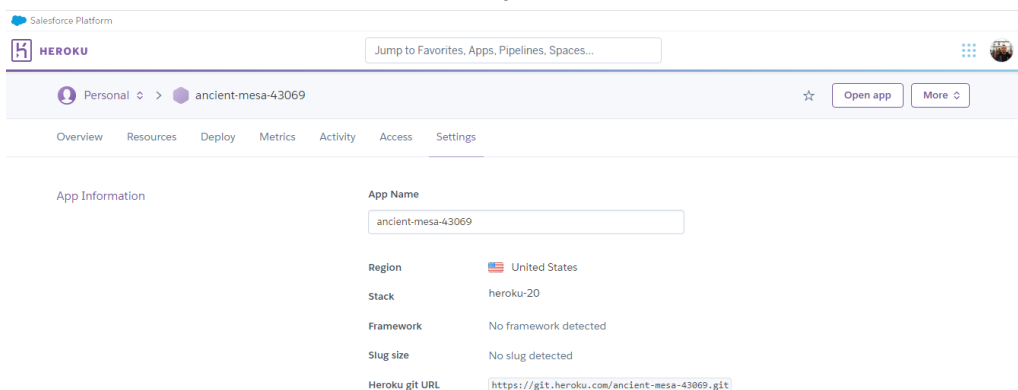 Salesforce Platform
HEROKU
Jump to Favorites, Apps, Pipelines, Spaces...
Personal > ancient-mesa-43069
Open app
More
Overview Resources Deploy Metrics Activity Access Settings
App Information
App Name
ancient-mesa-43069
Region United States
Stack heroku-20
Framework No framework detected
Slug size No slug detected
Heroku git URL https://git.heroku.com/ancient-mesa-43069.git